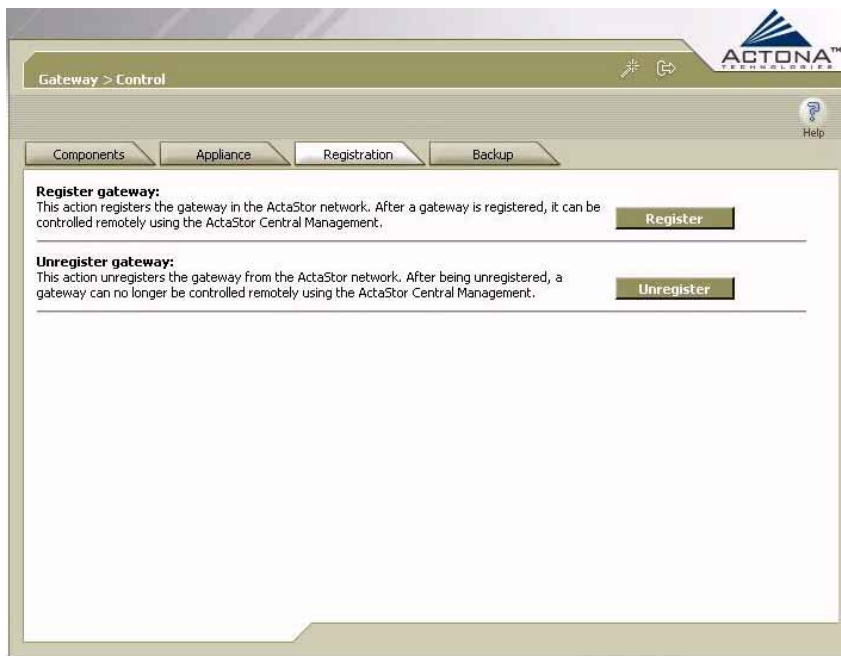 ACTONA™
TECHNOLOGIES
Gateway > Control
Help
Components
Appliance
Registration
Backup
Register gateway:
This action registers the gateway in the ActaStor network. After a gateway is registered, it can be
controlled remotely using the ActaStor Central Management.
Register
Unregister gateway:
This action unregisters the gateway from the ActaStor network. After being unregistered, a
gateway can no longer be controlled remotely using the ActaStor Central Management.
Unregister